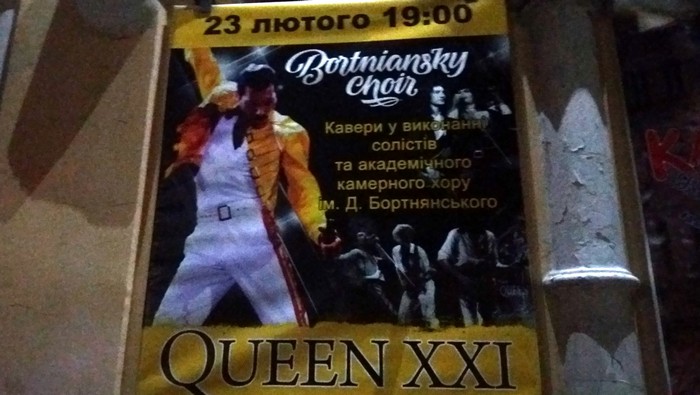 23 лютого 19:00
Bortniansky
choir
Кавери у виконанні
солістів
та академічного
камерного хору
ім. Д. Бортнянського
QUEEN XXI